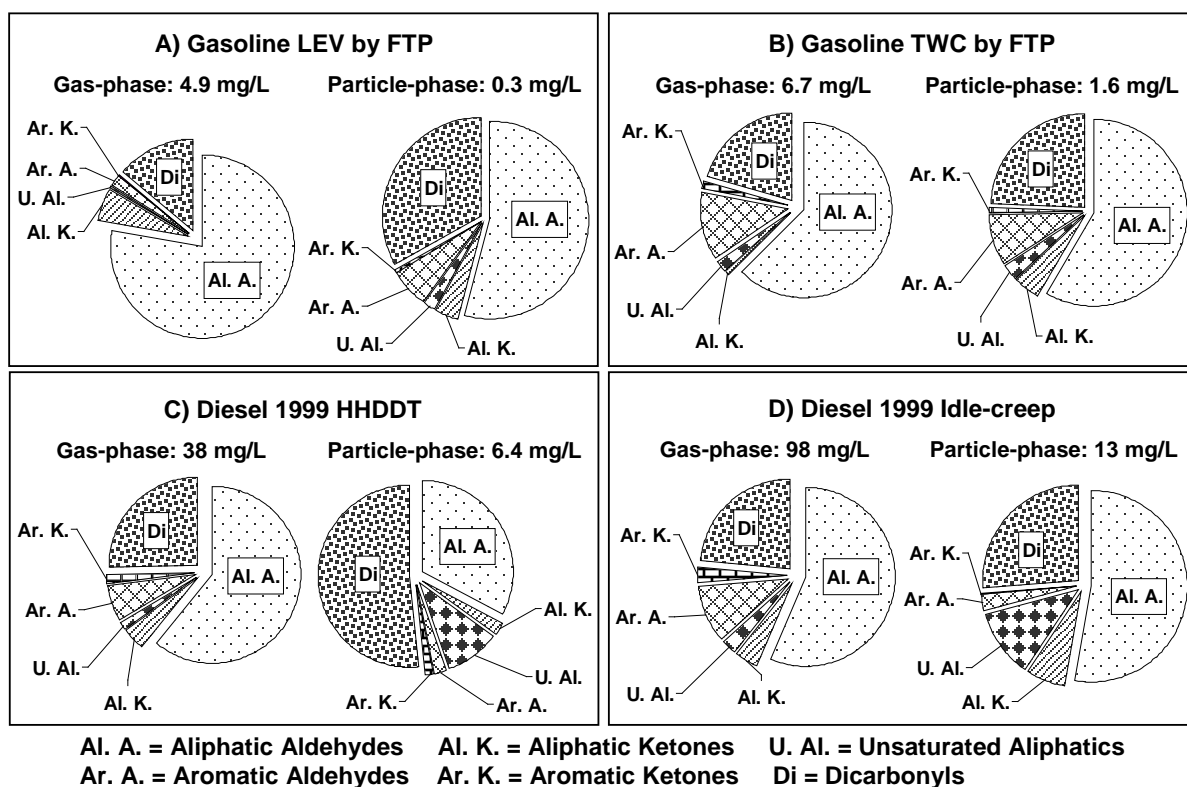 A) Gasoline LEV by FTP
Gas-phase: 4.9 mg/L Particle-phase: 0.3 mg/L
Ar. K.
Ar. A.
U. Al.
Al. K.
Di
Al. A.
Di
Al. A.
Ar. K.
Ar. A.
U. Al.
Al. K.
B) Gasoline TWC by FTP
Gas-phase: 6.7 mg/L Particle-phase: 1.6 mg/L
Ar. K.
Di
Al. A.
Ar. A.
U. Al.
Al. K.
Di
Ar. K.
Al. A.
Ar. A.
U. Al.
Al. K.
C) Diesel 1999 HHDDT
Gas-phase: 38 mg/L Particle-phase: 6.4 mg/L
Ar. K.
Di
Al. A.
Ar. A.
U. Al.
Al. K.
Al. A.
Di
Al. K.
U. Al.
Ar. K.
Ar. A.
D) Diesel 1999 Idle-creep
Gas-phase: 98 mg/L Particle-phase: 13 mg/L
Ar. K.
Di
Al. A.
Ar. A.
U. Al.
Al. K.
Di
Ar. K.
Ar. A.
Al. A.
U. Al.
Al. K.
Al. A. = Aliphatic Aldehydes Al. K. = Aliphatic Ketones U. Al. = Unsaturated Aliphatics
Ar. A. = Aromatic Aldehydes Ar. K. = Aromatic Ketones Di = Dicarbonyls